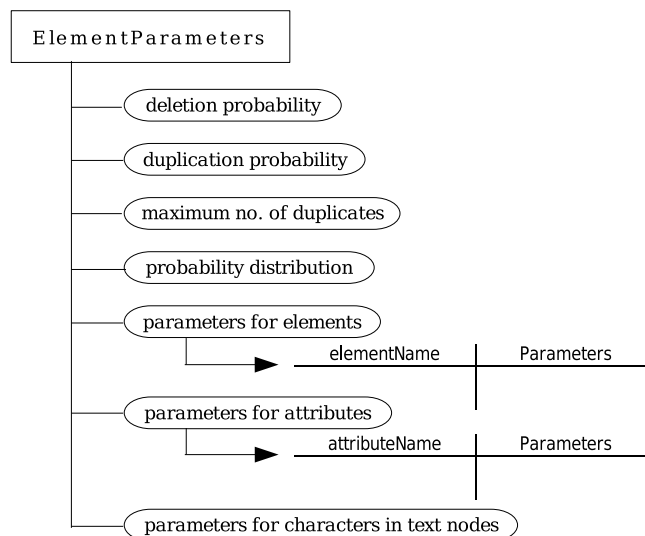 ElementParameters
deletion probability
duplication probability
maximum no. of duplicates
probability distribution
parameters for elements
elementName Parameters
parameters for attributes
attributeName Parameters
parameters for characters in text nodes